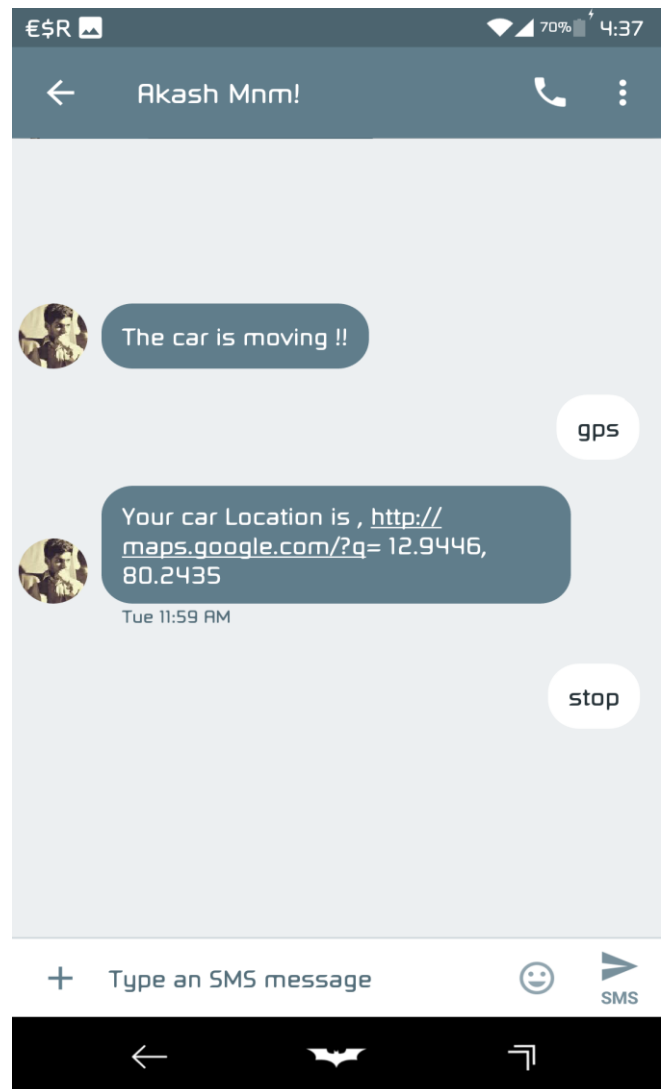 €$R 70% 4:37
Akash Mnm!
The car is moving !!
gps
Your car Location is , http://
maps.google.com/?q= 12.9446,
80.2435
Tue 11:59 AM
stop
Type an SMS message
SMS